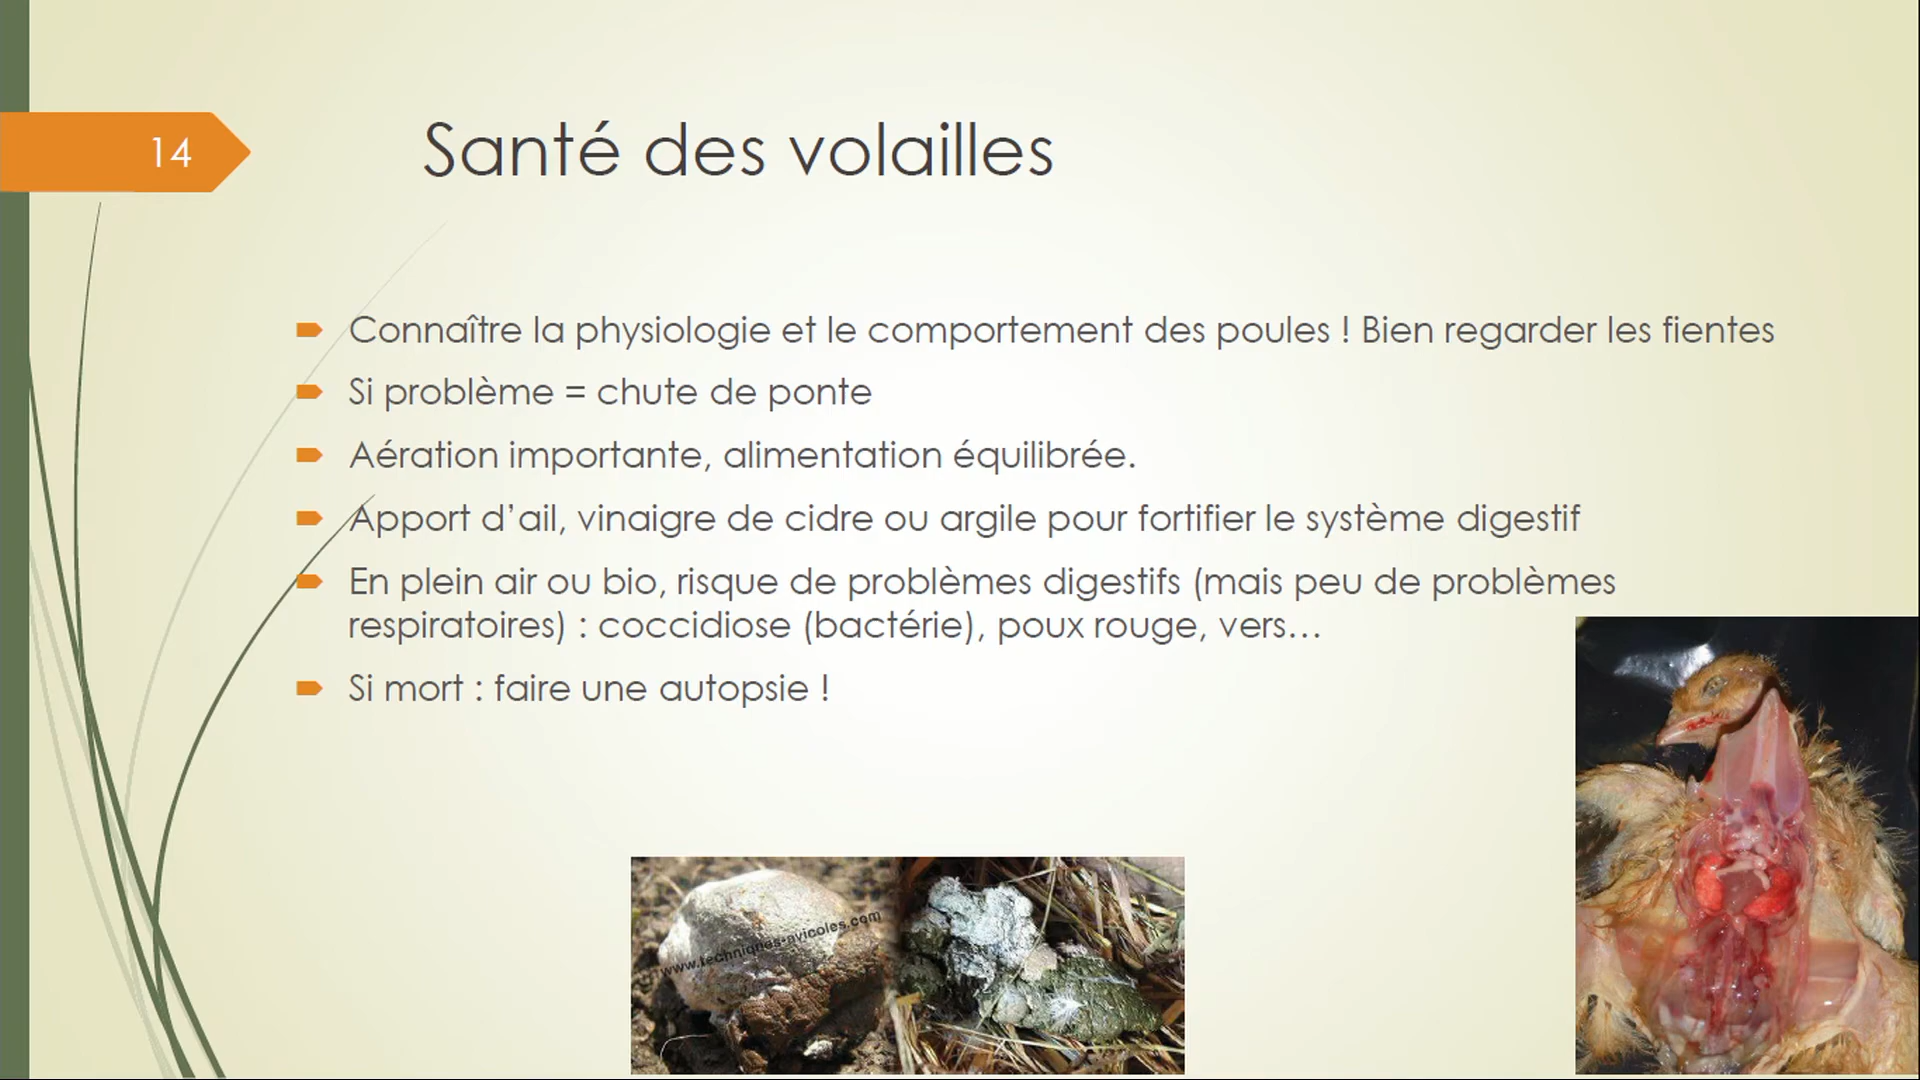 14
Santé des volailles
Connaître la physiologie et le comportement des poules ! Bien regarder les fientes
Si problème = chute de ponte
Aération importante, alimentation équilibrée.
Apport d’ail, vinaigre de cidre ou argile pour fortifier le système digestif
En plein air ou bio, risque de problèmes digestifs (mais peu de problèmes
respiratoires) : coccidiose (bactérie), poux rouge, vers…
Si mort : faire une autopsie !
www.techniques-avicoles.com